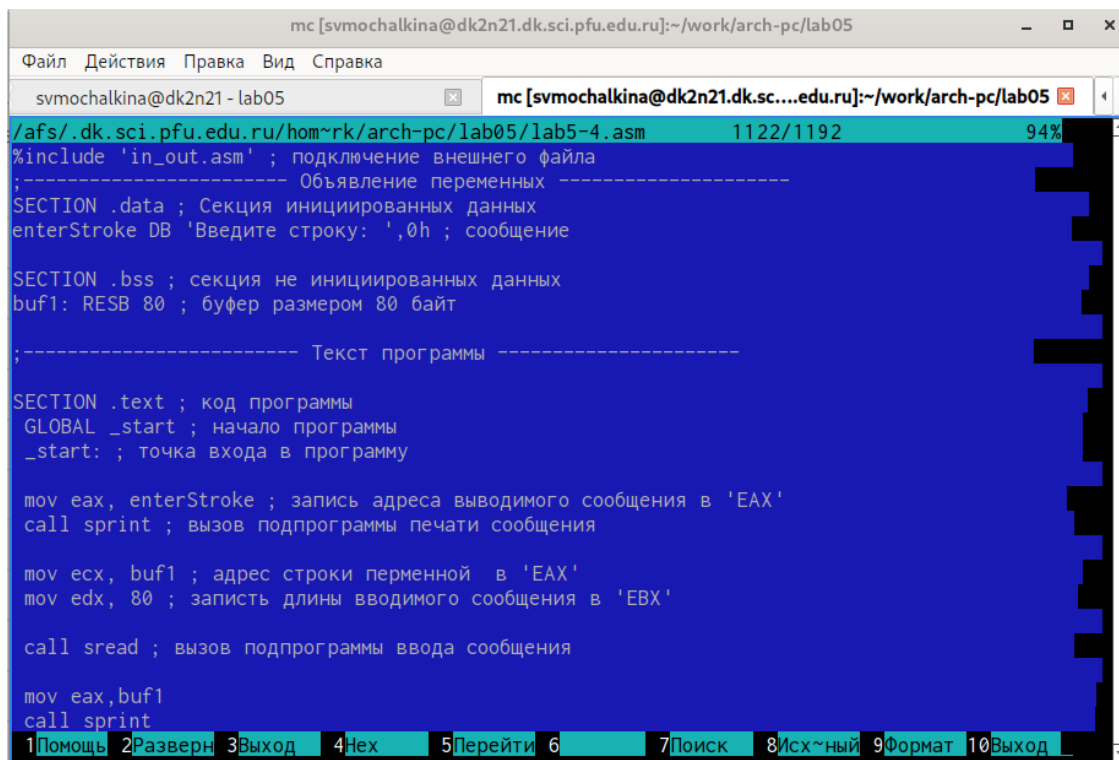 mc [svmochalkina@dk2n21.dk.sci.pfu.edu.ru]:~/work/arch-pc/lab05
Файл Действия Правка Вид Справка
svmochalkina@dk2n21 - lab05
mc [svmochalkina@dk2n21.dk.sc....edu.ru]:~/work/arch-pc/lab05
/afs/.dk.sci.pfu.edu.ru/hom~rk/arch-pc/lab05/lab5-4.asm 1122/1192 94%
%include 'in_out.asm' ; подключение внешнего файла
;------------------------ Объявление переменных ---------------------
SECTION .data ; Секция инициированных данных
enterStroke DB 'Введите строку: ',0h ; сообщение
SECTION .bss ; секция не инициированных данных
buf1: RESB 80 ; буфер размером 80 байт
;------------------------- Текст программы ----------------------
SECTION .text ; код программы
GLOBAL _start ; начало программы
_start: ; точка входа в программу
mov eax, enterStroke ; запись адреса выводимого сообщения в 'EAX'
call sprint ; вызов подпрограммы печати сообщения
mov ecx, buf1 ; адрес строки перменной  в 'EAX'
mov edx, 80 ; записть длины вводимого сообщения в 'EBX'
call sread ; вызов подпрограммы ввода сообщения
mov eax,buf1
call sprint
1Помощь 2Разверн 3Выход 4Hex 5Перейти 6 7Поиск 8Исх~ный 9Формат 10Выход